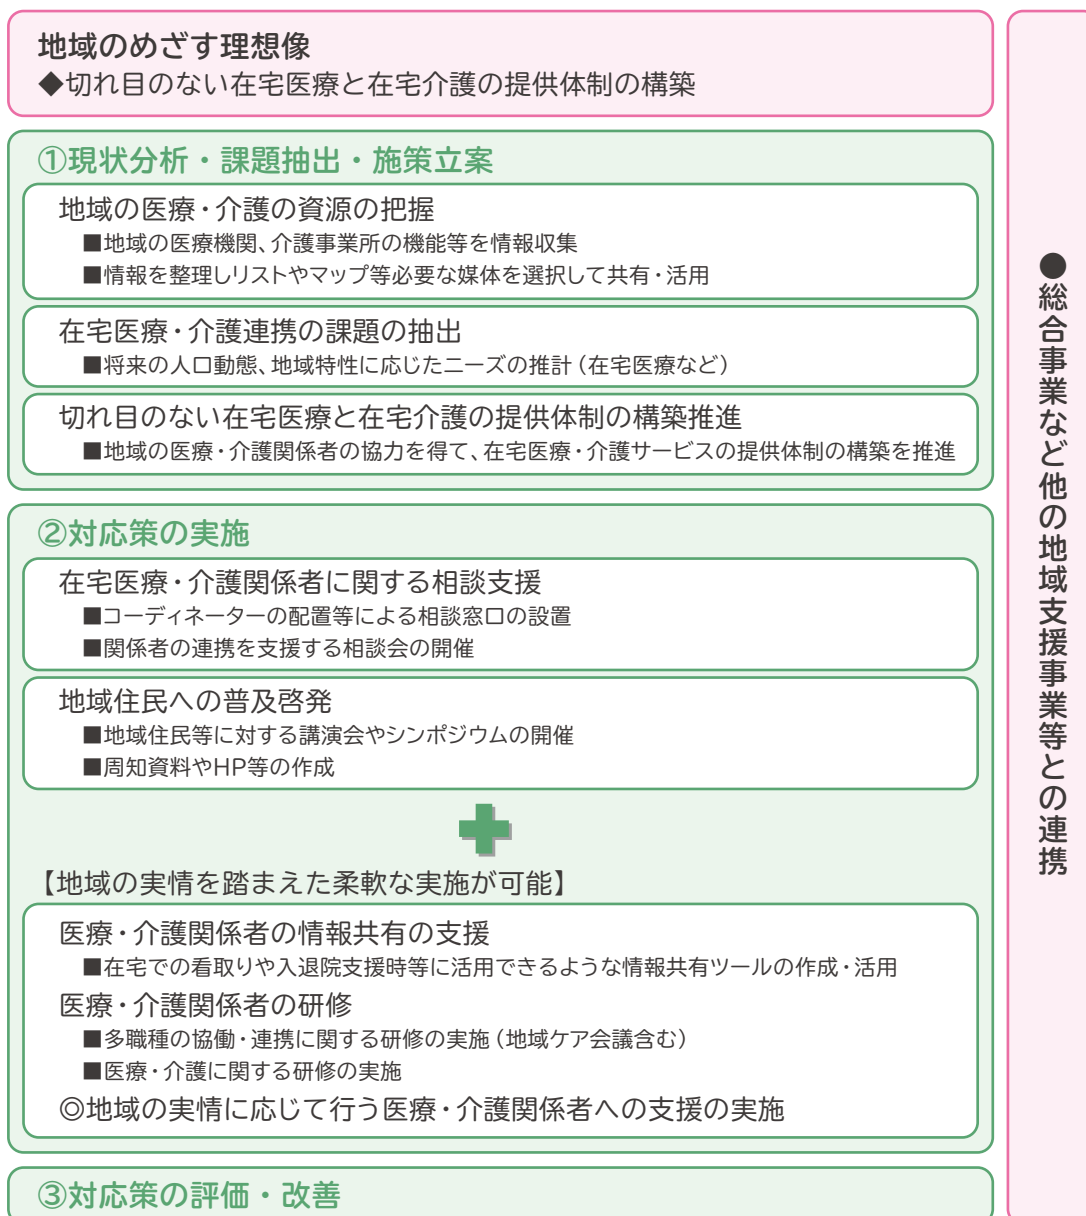 地域のめざす理想像
◆切れ目のない在宅医療と在宅介護の提供体制の構築
①現状分析・課題抽出・施策立案
地域の医療・介護の資源の把握
■地域の医療機関、介護事業所の機能等を情報収集
■情報を整理しリストやマップ等必要な媒体を選択して共有・活用
在宅医療・介護連携の課題の抽出
■将来の人口動態、地域特性に応じたニーズの推計（在宅医療など）
切れ目のない在宅医療と在宅介護の提供体制の構築推進
■地域の医療・介護関係者の協力を得て、在宅医療・介護サービスの提供体制の構築を推進
②対応策の実施
在宅医療・介護関係者に関する相談支援
■コーディネーターの配置等による相談窓口の設置
■関係者の連携を支援する相談会の開催
地域住民への普及啓発
■地域住民等に対する講演会やシンポジウムの開催
■周知資料やHP等の作成
【地域の実情を踏まえた柔軟な実施が可能】
医療・介護関係者の情報共有の支援
■在宅での看取りや入退院支援時等に活用できるような情報共有ツールの作成・活用
医療・介護関係者の研修
■多職種の協働・連携に関する研修の実施（地域ケア会議含む）
■医療・介護に関する研修の実施
◎地域の実情に応じて行う医療・介護関係者への支援の実施
③対応策の評価・改善
●総合事業など他の地域支援事業等との連携